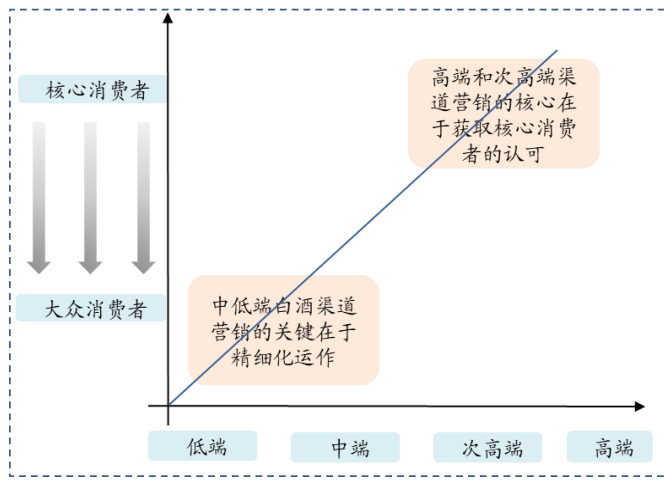 核心消费者
高端和次高端渠
道营销的核心在
于获取核心消费
者的认可
大众消费者
中低端白酒渠道
营销的关键在于
精细化运作
低端
中端
次高端
高端